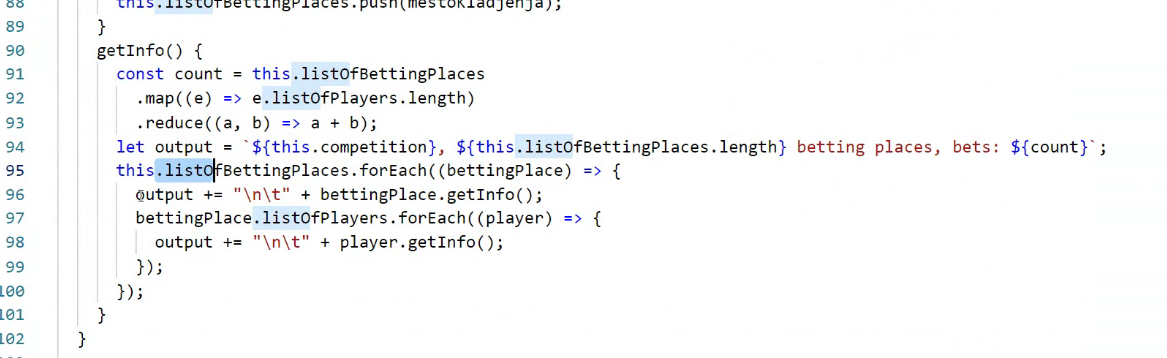 88 this.listOfBettingPlaces.push(mestoKladjenja);
89 }
90 getInfo() {
91 const count = this.listOfBettingPlaces
92 .map((e) => e.listOfPlayers.length)
93 .reduce((a, b) => a + b);
94 let output = `${this.competition}, ${this.listOfBettingPlaces.length} betting places, bets: ${count}`;
95 this.listOfBettingPlaces.forEach((bettingPlace) => {
96 output += "\n\t" + bettingPlace.getInfo();
97 bettingPlace.listOfPlayers.forEach((player) => {
98 output += "\n\t" + player.getInfo();
99 });
100 });
101 }
102 }